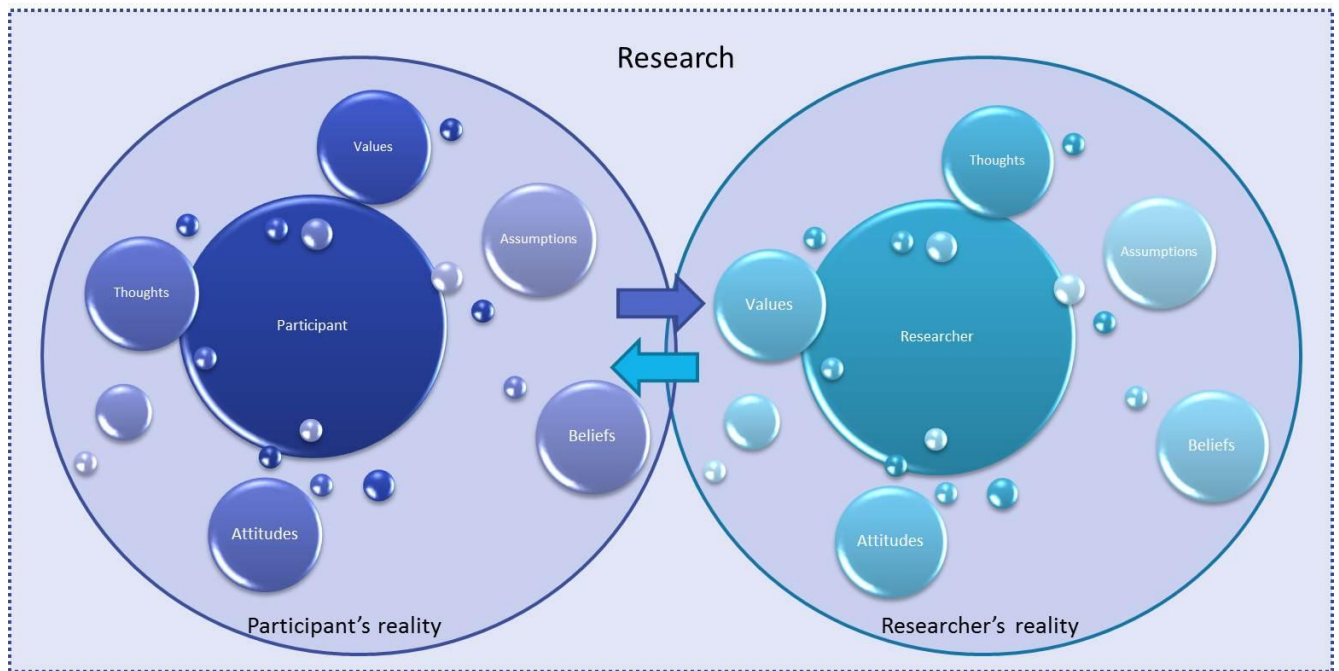 Research
Values
Assumptions
Thoughts
Participant
Beliefs
Attitudes
Participant's reality
Thoughts
Assumptions
Values
Researcher
Beliefs
Attitudes
Researcher's reality